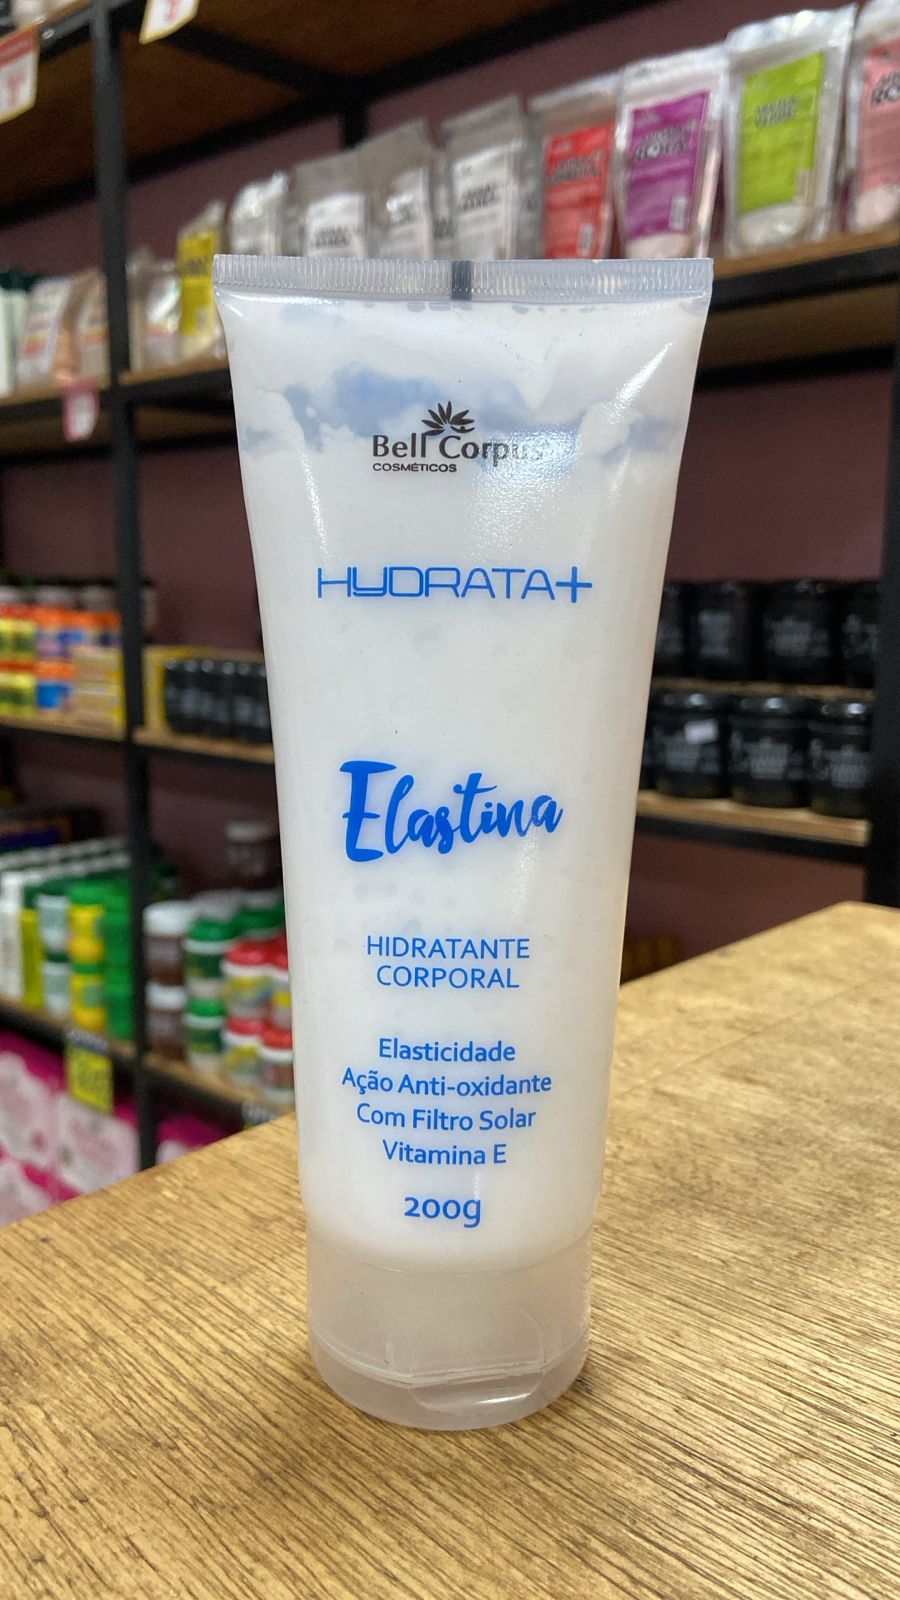 Bell Corpus
COSMÉTICOS
HYDRATA+
Elastina
HIDRATANTE
CORPORAL
Elasticidade
Ação Anti-oxidante
Com Filtro Solar
Vitamina E
200g